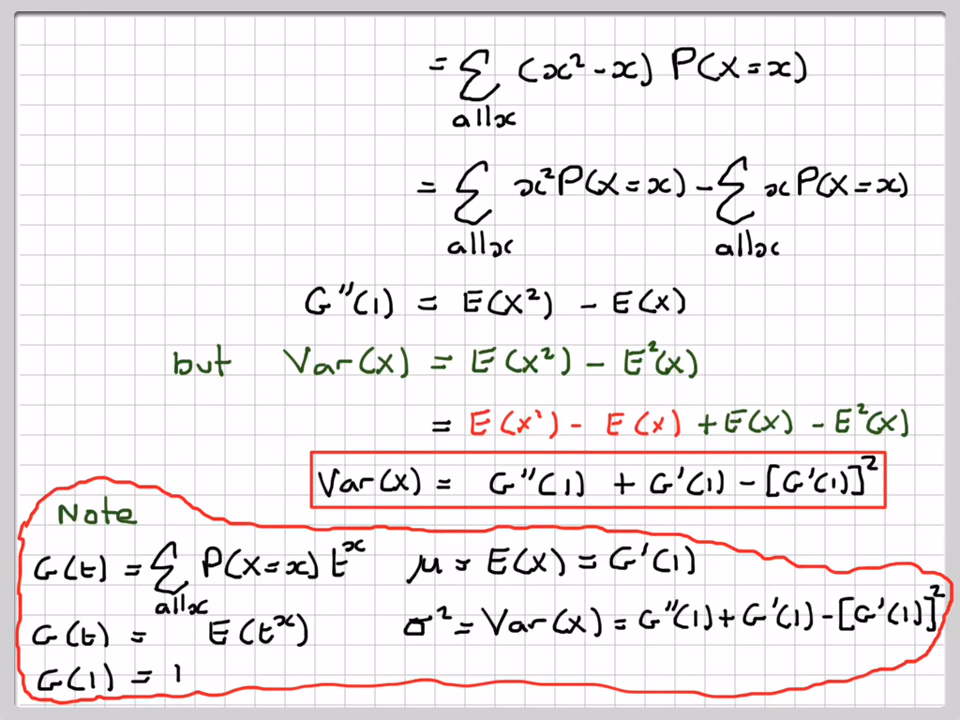 = ∑ (x² - x) P(X=x)
all x
= ∑ x² P(X=x) - ∑ x P(X=x)
all x all x
G''(1) = E(X²) - E(X)
but Var(X) = E(X²) - E²(X)
= E(X²) - E(X) + E(X) - E²(X)
Var(X) = G''(1) + G'(1) - [G'(1)]²
Note
G(t) = ∑ P(X=x) t^x μ = E(X) = G'(1)
all x
G(t) = E(t^x) σ² = Var(X) = G''(1) + G'(1) - [G'(1)]²
G(1) = 1